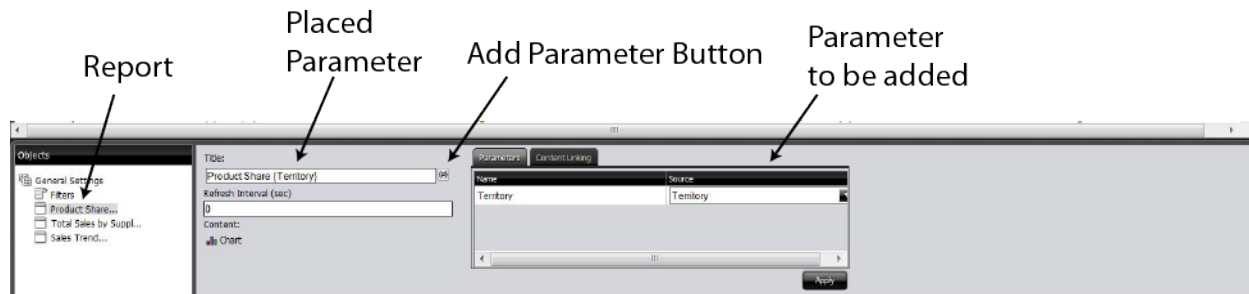 Report
Placed
Parameter
Add Parameter Button
Parameter
to be added
Objects
General Settings
Filters
Product Share...
Total Sales by Suppl...
Sales Trend...
Title:
Product Share {Territory}
Refresh Interval (sec)
0
Content:
Chart
Parameters Content Linking
Name Source
Territory Territory
Apply